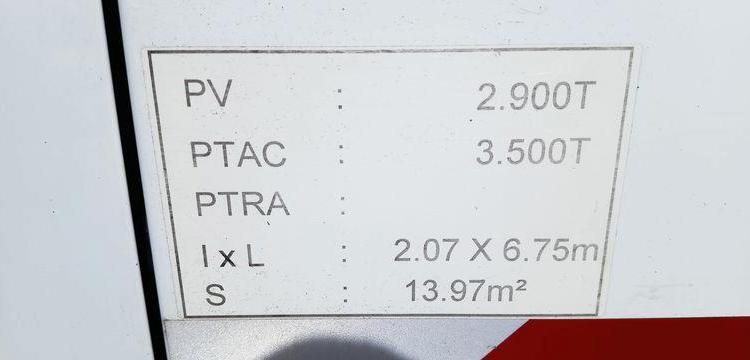 PV : 2.900T
PTAC : 3.500T
PTRA :
l x L : 2.07 X 6.75m
S : 13.97m²